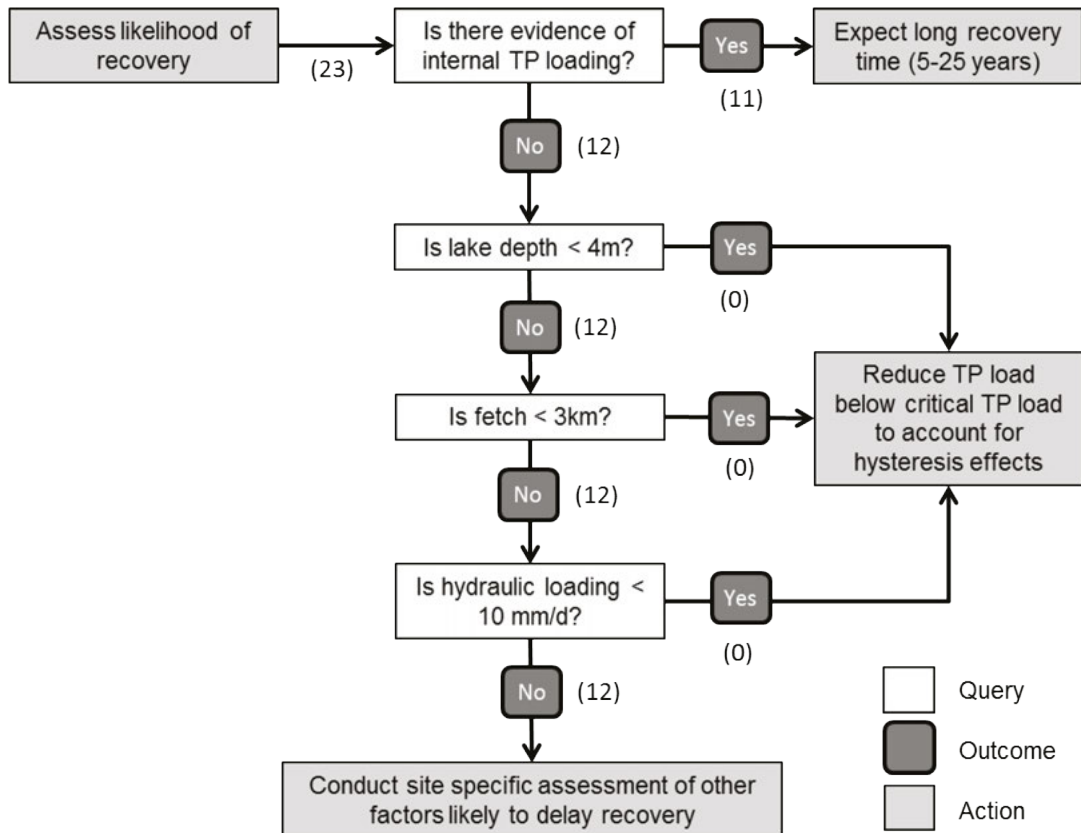 Assess likelihood of
recovery
(23)
Is there evidence of
internal TP loading?
Yes
(11)
Expect long recovery
time (5-25 years)
No
(12)
Is lake depth < 4m?
Yes
(0)
No
(12)
Is fetch < 3km?
Yes
(0)
Reduce TP load
below critical TP load
to account for
hysteresis effects
No
(12)
Is hydraulic loading <
10 mm/d?
Yes
(0)
No
(12)
Conduct site specific assessment of other
factors likely to delay recovery
Query
Outcome
Action